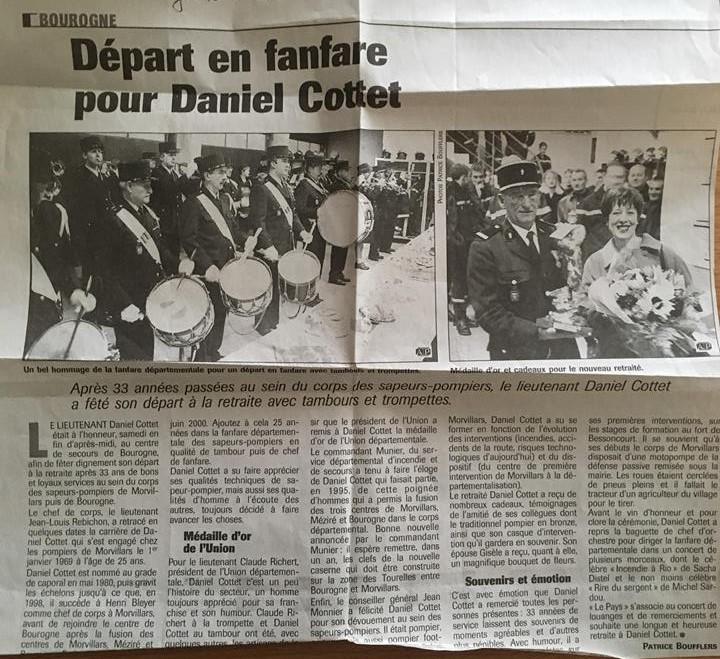 BOUROGNE
Départ en fanfare
pour Daniel Cottet
PHOTOS PATRICE BOUFFLERS
Un bel hommage de la fanfare départementale pour un départ en fanfare avec tambours et trompettes.
Médaille d'or et cadeaux pour le nouveau retraité.
Après 33 années passées au sein du corps des sapeurs-pompiers, le lieutenant Daniel Cottet
a fêté son départ à la retraite avec tambours et trompettes.
LE LIEUTENANT Daniel Cottet
était à l'honneur, samedi en
fin d'après-midi, au centre
de secours de Bourogne,
afin de fêter dignement son départ
à la retraite après 33 ans de bons
et loyaux services au sein du corps
des sapeurs-pompiers de Morvil-
lars puis de Bourogne.
Le chef de corps, le lieutenant
Jean-Louis Rebichon, a retracé en
quelques dates la carrière de Da-
niel Cottet qui s'est engagé chez
les pompiers de Morvillars le 1er
janvier 1969 à l'âge de 25 ans.
Daniel Cottet est nommé au grade
de caporal en mai 1980, puis gravit
les échelons jusqu'à ce que, en
1998, il succède à Henri Bleyer
comme chef de corps à Morvillars,
avant de rejoindre le centre de
Bourogne après la fusion des
centres de Morvillars, Méziré et
juin 2000. Ajoutez à cela 25 an-
nées dans la fanfare départemen-
tale des sapeurs-pompiers en
qualité de tambour puis de chef
de fanfare.
Daniel Cottet a su faire apprécier
ses qualités techniques de sa-
peur-pompier, mais aussi ses qua-
lités d'homme à l'écoute des
autres, toujours décidé à faire
avancer les choses.
Médaille d'or
de l'Union
Pour le lieutenant Claude Richert,
président de l'Union départemen-
tale, Daniel Cottet c'est un peu
l'histoire du secteur, un homme
toujours apprécié pour sa fran-
chise et son humour. Claude Ri-
chert à la trompette et Daniel
Cottet au tambour ont été, avec
sir que le président de l'Union a
remis à Daniel Cottet la médaille
d'or de l'Union départementale.
Le commandant Munier, du ser-
vice départemental d'incendie et
de secours a tenu à faire l'éloge
de Daniel Cottet qui faisait partie,
en 1995, de cette poignée
d'hommes qui a permis la fusion
des trois centres de Morvillars,
Méziré et Bourogne dans le corps
départemental. Bonne nouvelle
annoncée par le commandant
Munier : il espère remettre, dans
un an, les clefs de la nouvelle
caserne qui doit être construite
sur la zone des Tourelles entre
Bourogne et Morvillars.
Enfin, le conseiller général Jean
Monnier a félicité Daniel Cottet
pour son dévouement au sein des
sapeurs-pompiers. Il était pompier,
mais aussi pompier foot-
Morvillars, Daniel Cottet a su se
former en fonction de l'évolution
des interventions (incendies, acci-
dents de la route, risques techno-
logiques d'aujourd'hui) et du dis-
positif (du centre de première
intervention de Morvillars à la dé-
partementalisation).
Le retraité Daniel Cottet a reçu de
nombreux cadeaux, témoignages
de l'amitié de ses collègues dont
le traditionnel pompier en bronze,
ainsi que son casque d'interven-
tion qu'il gardera en souvenir. Son
épouse Gisèle a reçu, quant à elle,
un magnifique bouquet de fleurs.
Souvenirs et émotion
C'est avec émotion que Daniel
Cottet a remercié toutes les per-
sonnes présentes : 33 années de
service laissent des souvenirs de
moments agréables et d'autres
plus pénibles. Avec humour, il a
ses premières interventions, sur
les stages de formation au fort de
Bessoncourt. Il se souvient qu'à
ses débuts le corps de Morvillars
disposait d'une motopompe de la
défense passive remisée sous la
mairie. Les roues étaient cerclées
de pneus pleins et il fallait le
tracteur d'un agriculteur du village
pour le tirer.
Avant le vin d'honneur et pour
clore la cérémonie, Daniel Cottet a
repris la baguette de chef d'or-
chestre pour diriger la fanfare dé-
partementale dans un concert de
plusieurs morceaux, dont le cé-
lèbre « Incendie à Rio » de Sacha
Distel et le non moins célèbre
« Rire du sergent » de Michel Sar-
dou.
« Le Pays » s'associe au concert de
louanges et de remerciements et
souhaite une longue et heureuse
retraite à Daniel Cottet.
PATRICE BOUFFLERS